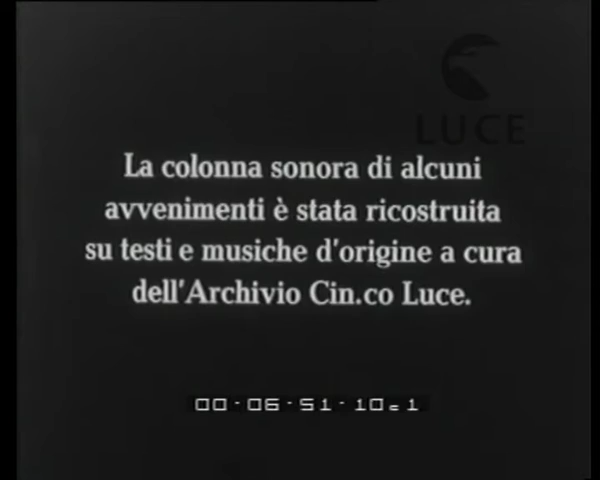 LUCE
La colonna sonora di alcuni
avvenimenti è stata ricostruita
su testi e musiche d'origine a cura
dell'Archivio Cin.co Luce.
00·06·51·10.1